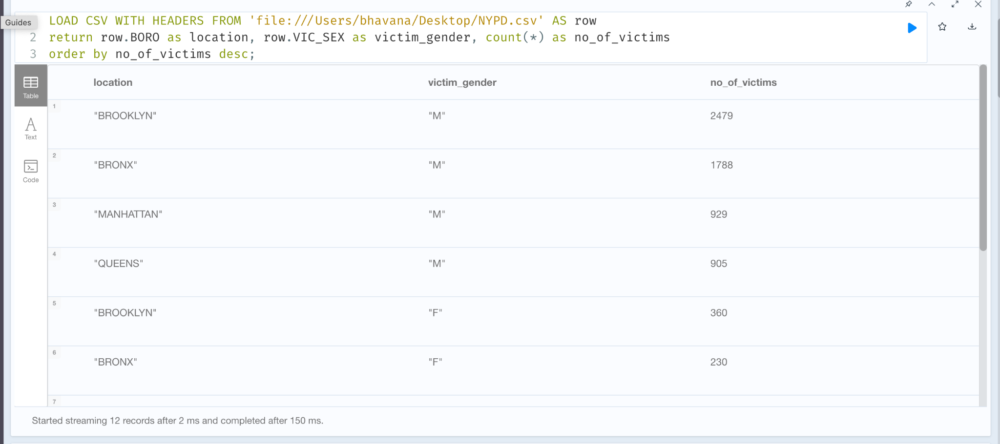 Guides
LOAD CSV WITH HEADERS FROM 'file:///Users/bhavana/Desktop/NYPD.csv' AS row
2 return row.BORO as location, row.VIC_SEX as victim_gender, count(*) as no_of_victims
3 order by no_of_victims desc;
Table
Text
Code
location victim_gender no_of_victims
1 "BROOKLYN" "M" 2479
2 "BRONX" "M" 1788
3 "MANHATTAN" "M" 929
4 "QUEENS" "M" 905
5 "BROOKLYN" "F" 360
6 "BRONX" "F" 230
7
Started streaming 12 records after 2 ms and completed after 150 ms.